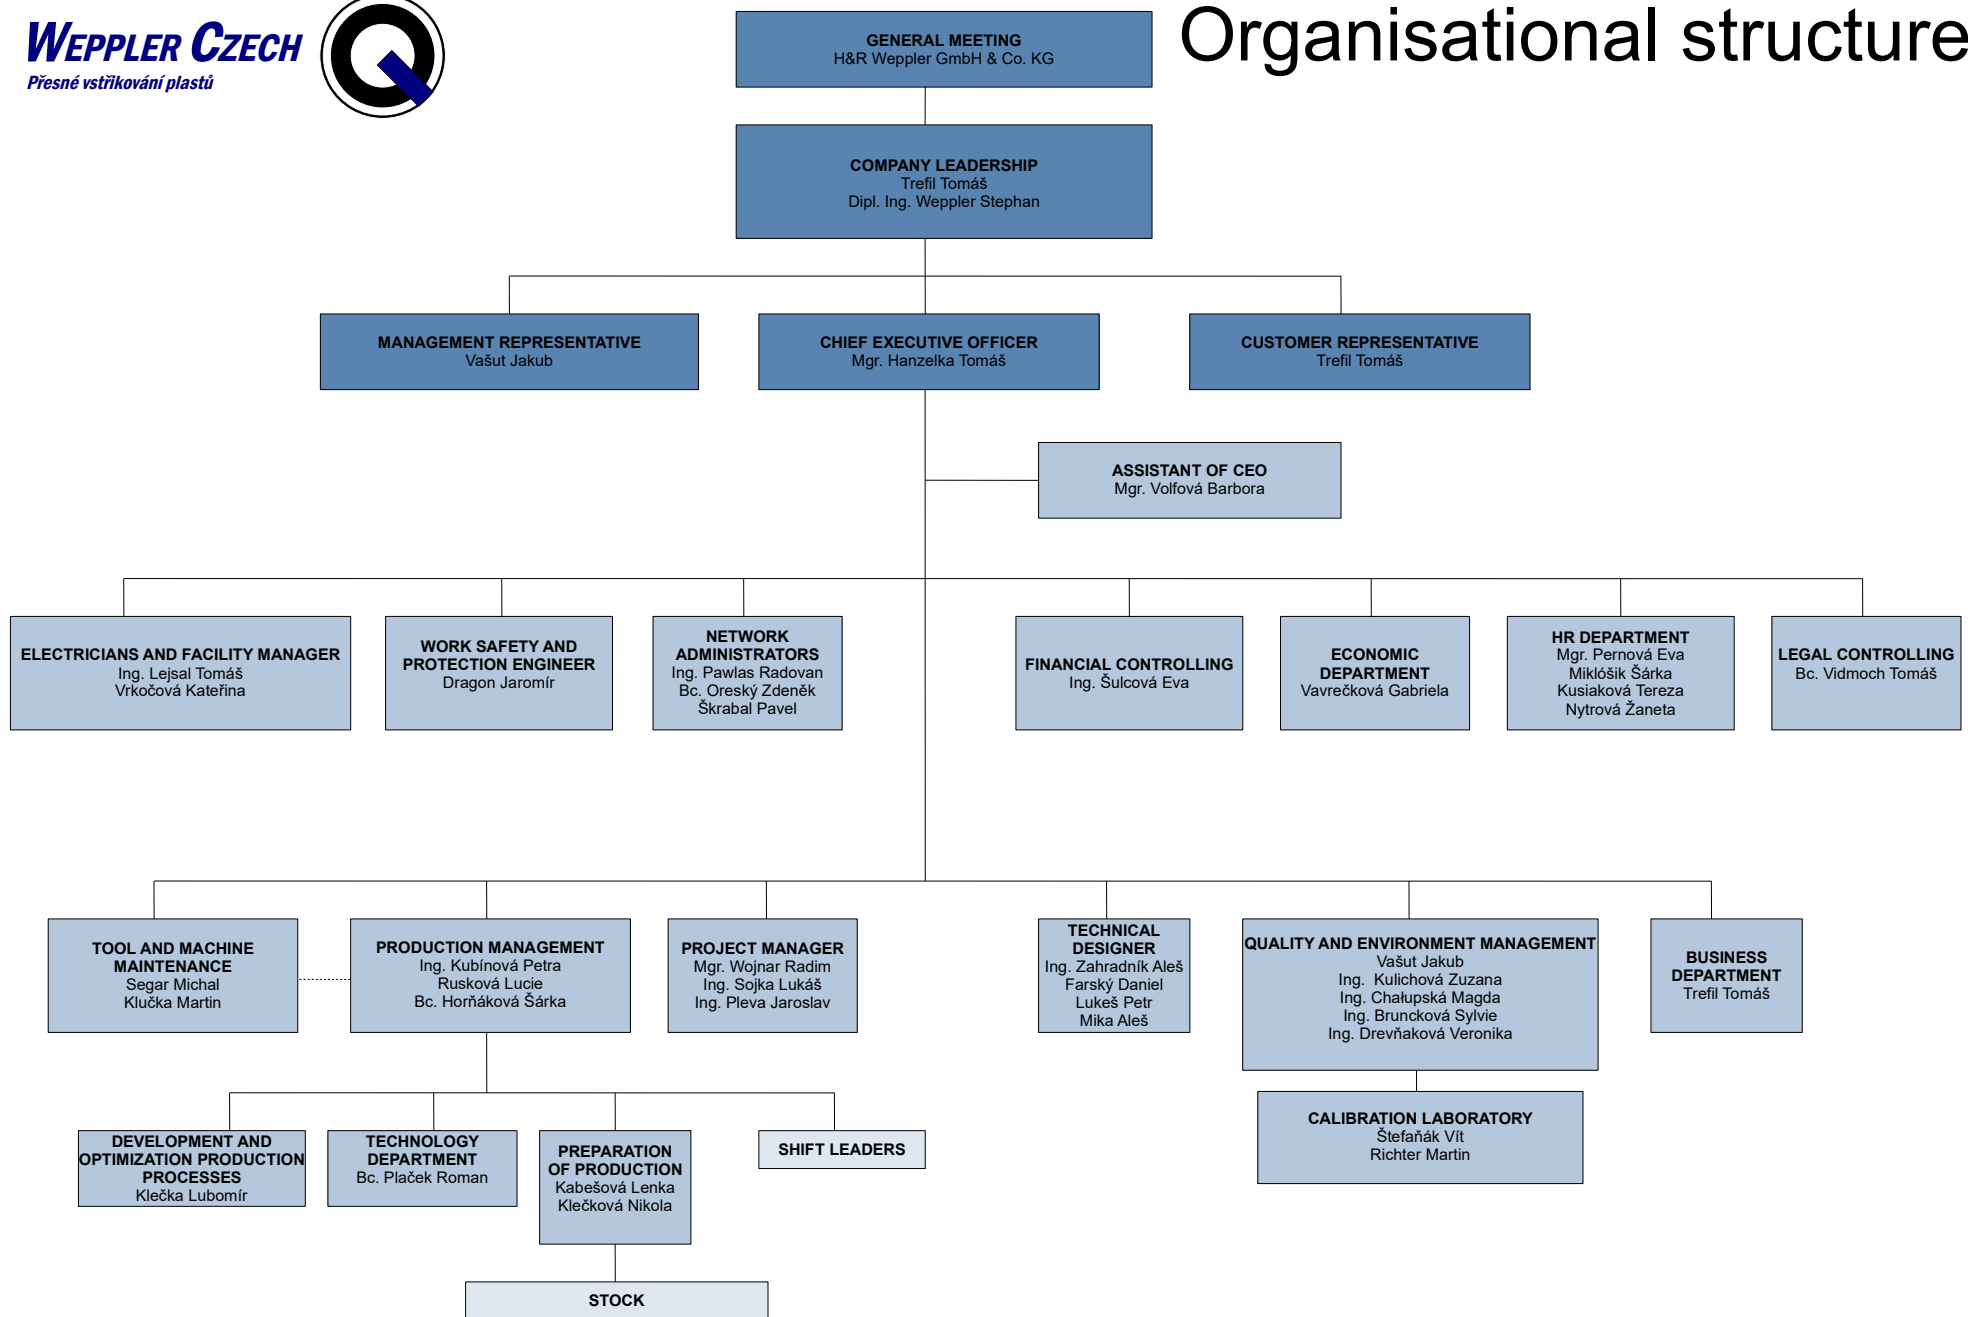 WEPPLER CZECH
Přesné vstřikování plastů
Organisational structure
GENERAL MEETING
H&R Weppler GmbH & Co. KG
COMPANY LEADERSHIP
Trefil Tomáš
Dipl. Ing. Weppler Stephan
MANAGEMENT REPRESENTATIVE
Vašut Jakub
CHIEF EXECUTIVE OFFICER
Mgr. Hanzelka Tomáš
CUSTOMER REPRESENTATIVE
Trefil Tomáš
ASSISTANT OF CEO
Mgr. Volfová Barbora
ELECTRICIANS AND FACILITY MANAGER
Ing. Lejsal Tomáš
Vrkočová Kateřina
WORK SAFETY AND
PROTECTION ENGINEER
Dragon Jaromír
NETWORK
ADMINISTRATORS
Ing. Pawlas Radovan
Bc. Oreský Zdeněk
Škrabal Pavel
FINANCIAL CONTROLLING
Ing. Šulcová Eva
ECONOMIC
DEPARTMENT
Vavrečková Gabriela
HR DEPARTMENT
Mgr. Pernová Eva
Miklóšik Šárka
Kusiaková Tereza
Nytrová Žaneta
LEGAL CONTROLLING
Bc. Vidmoch Tomáš
TOOL AND MACHINE
MAINTENANCE
Segar Michal
Klučka Martin
PRODUCTION MANAGEMENT
Ing. Kubínová Petra
Rusková Lucie
Bc. Horňáková Šárka
PROJECT MANAGER
Mgr. Wojnar Radim
Ing. Sojka Lukáš
Ing. Pleva Jaroslav
TECHNICAL
DESIGNER
Ing. Zahradník Aleš
Farský Daniel
Lukeš Petr
Mika Aleš
QUALITY AND ENVIRONMENT MANAGEMENT
Vašut Jakub
Ing. Kulichová Zuzana
Ing. Chałupská Magda
Ing. Bruncková Sylvie
Ing. Drevňaková Veronika
BUSINESS
DEPARTMENT
Trefil Tomáš
DEVELOPMENT AND
OPTIMIZATION PRODUCTION
PROCESSES
Klečka Lubomír
TECHNOLOGY
DEPARTMENT
Bc. Plaček Roman
PREPARATION
OF PRODUCTION
Kabešová Lenka
Klečková Nikola
SHIFT LEADERS
CALIBRATION LABORATORY
Štefaňák Vít
Richter Martin
STOCK